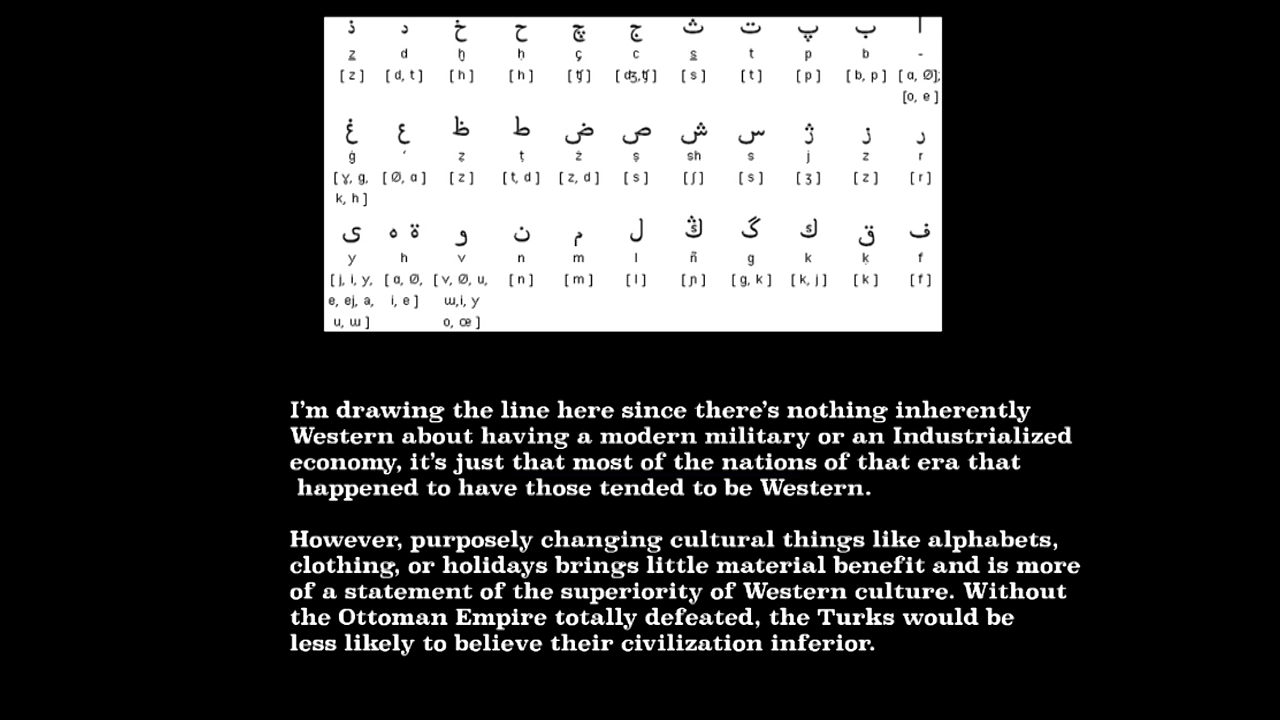 ذ د خ ح چ ج ث ت پ ب ا
z̲ d ḫ ḥ ç c s̲ t p b -
[ z ] [ d, t ] [ h ] [ h ] [ ʧ ] [ ʤ,ʧ ] [ s ] [ t ] [ p ] [ b, p ] [ ɑ, Ø];
[o, e ]
غ ع ظ ط ض ص ش س ژ ز ر
ġ ʻ ẓ ṭ ż ṣ sh s j z r
[ ɣ, g, [ Ø, ɑ ] [ z ] [ t, d ] [ z, d ] [ s ] [ ʃ ] [ s ] [ ʒ ] [ z ] [ r ]
k, h ]
ى ه ة و ن م ل ڭ گ ك ق ف
y h v n m l ñ g k ḳ f
[ j, i, y, [ ɑ, Ø, [ v, Ø, u, [ n ] [ m ] [ l ] [ ɲ ] [ g, k ] [ k, j ] [ k ] [ f ]
e, ej, a, i, e ] ɯ,i, y
u, ɯ ] o, œ ]
I'm drawing the line here since there's nothing inherently
Western about having a modern military or an Industrialized
economy, it's just that most of the nations of that era that
happened to have those tended to be Western.
However, purposely changing cultural things like alphabets,
clothing, or holidays brings little material benefit and is more
of a statement of the superiority of Western culture. Without
the Ottoman Empire totally defeated, the Turks would be
less likely to believe their civilization inferior.